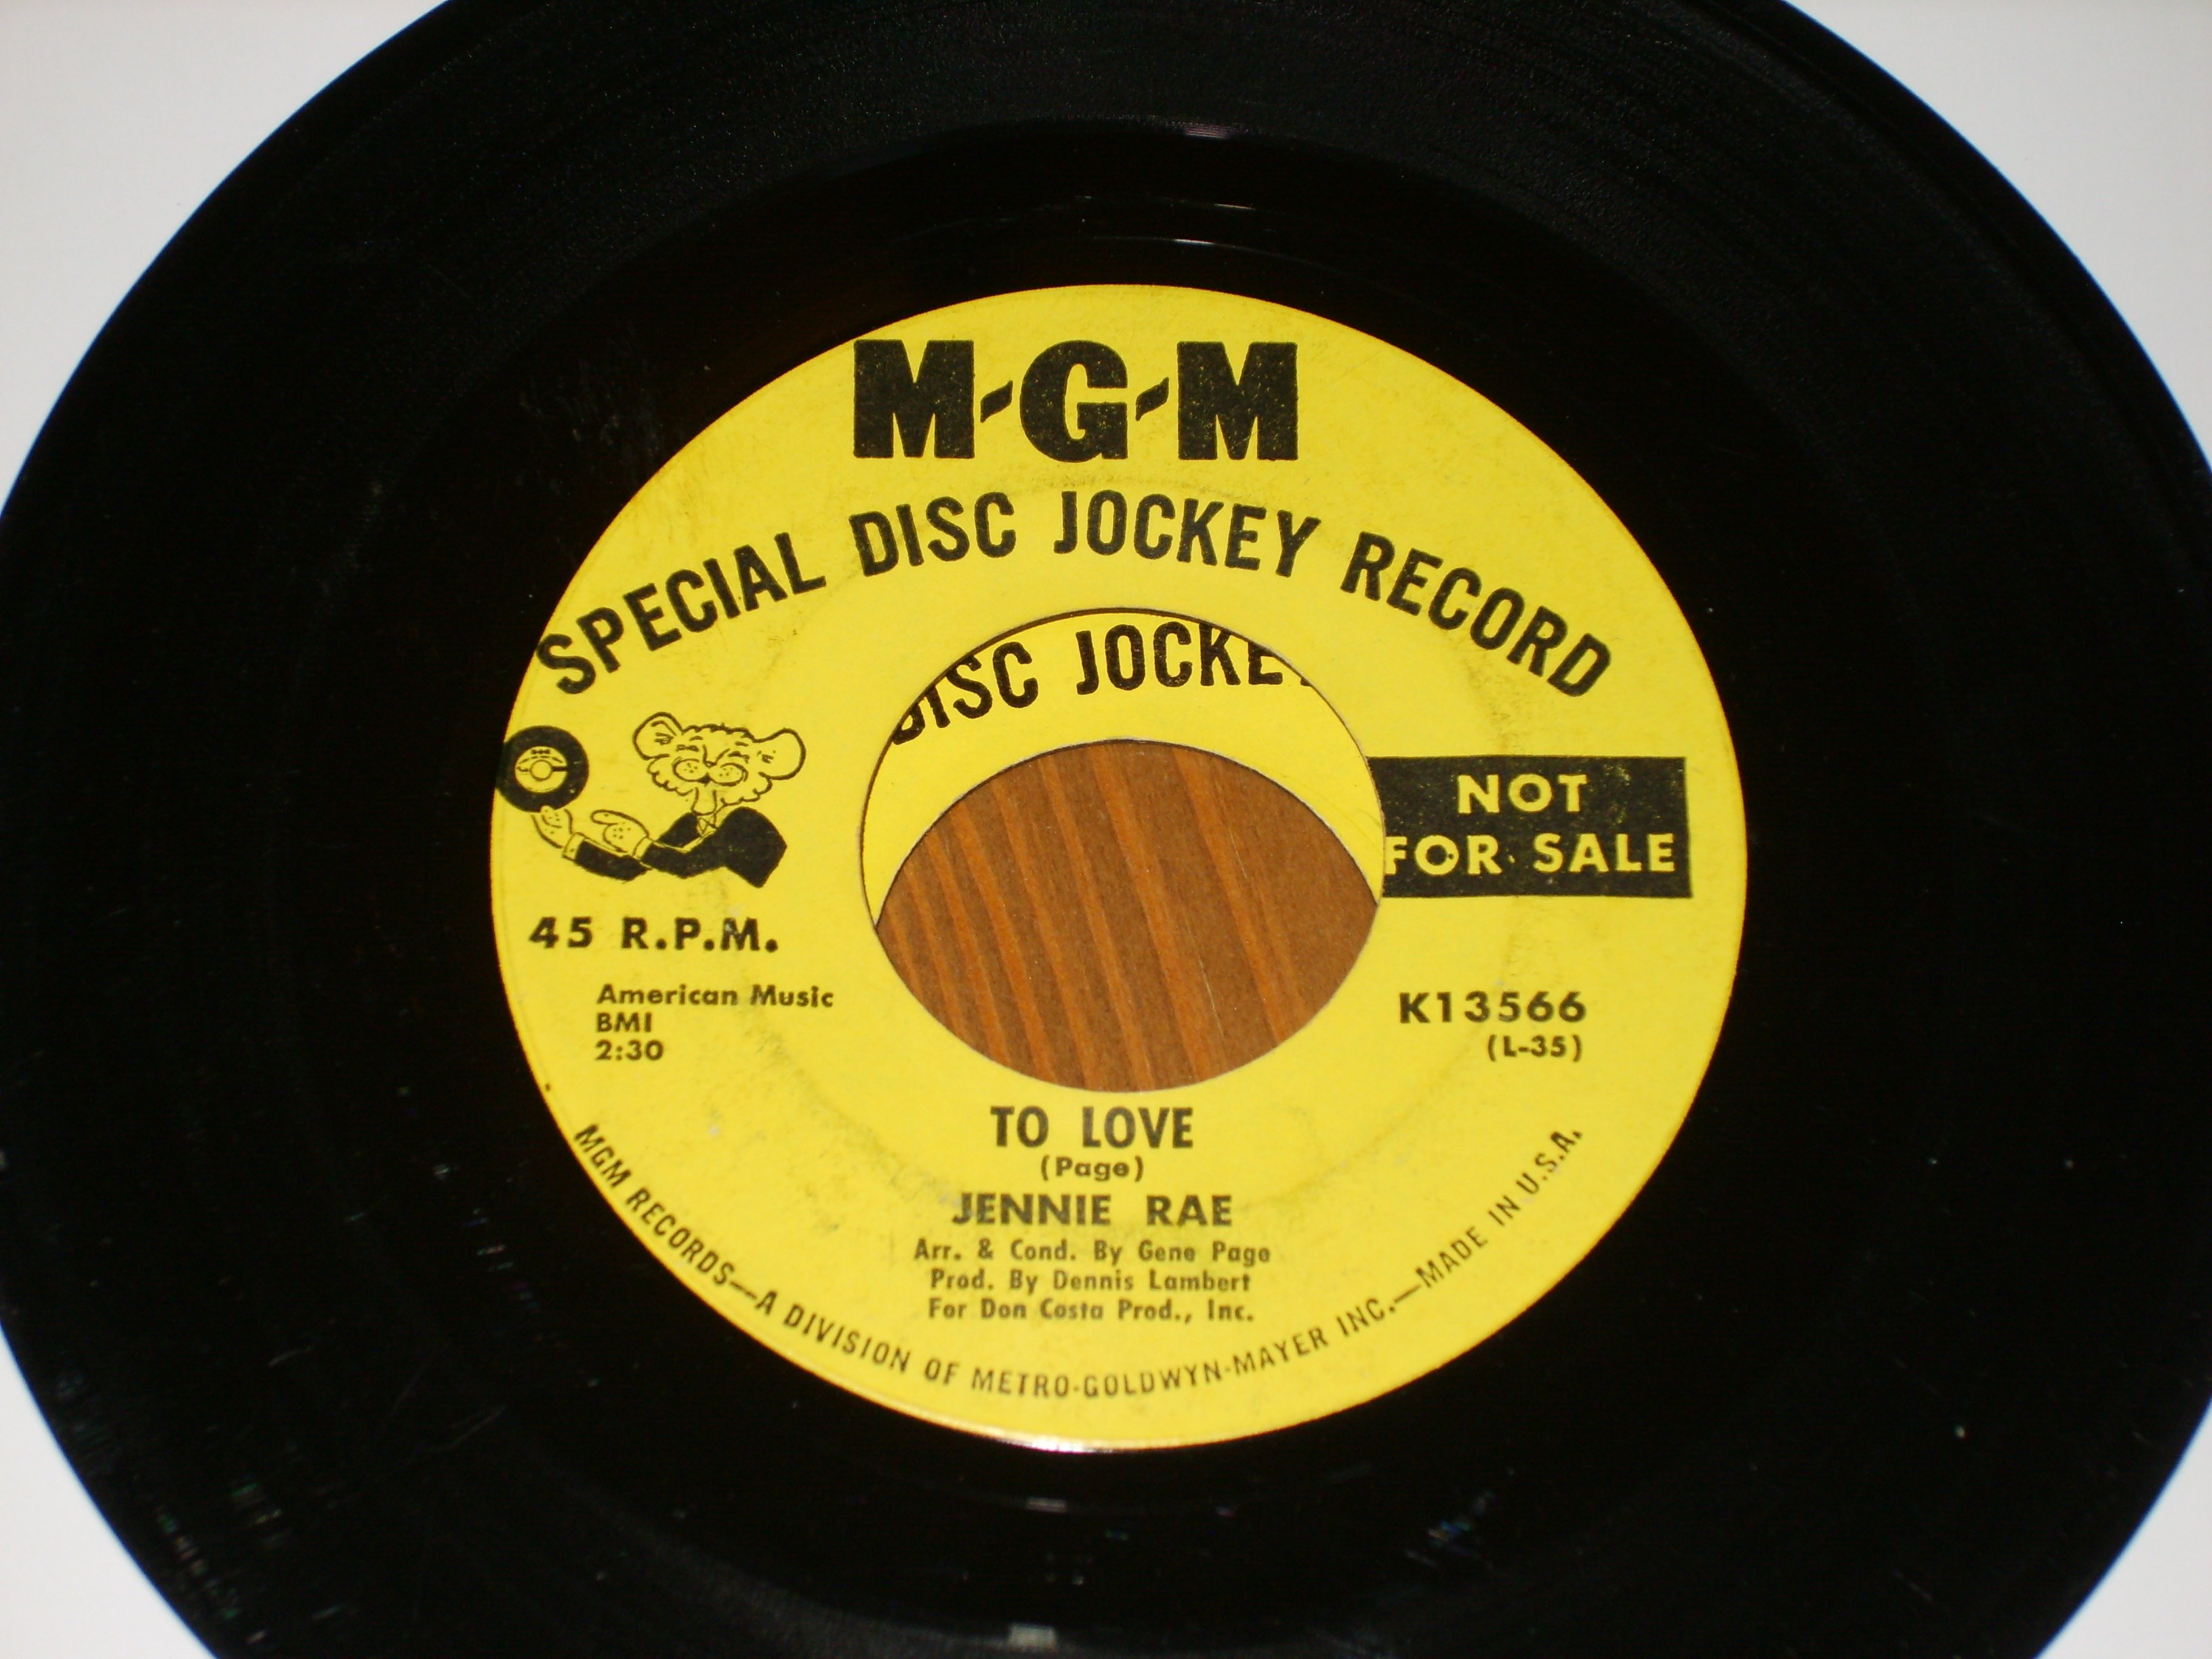 M-G-M
SPECIAL DISC JOCKEY RECORD
DISC JOCKEY
NOT
FOR SALE
45 R.P.M.
American Music
BMI
2:30
K13566
(L-35)
TO LOVE
(Page)
JENNIE RAE
Arr. & Cond. By Gene Page
Prod. By Dennis Lambert
For Don Costa Prod., Inc.
MGM RECORDS—A DIVISION OF METRO-GOLDWYN-MAYER INC.—MADE IN U.S.A.